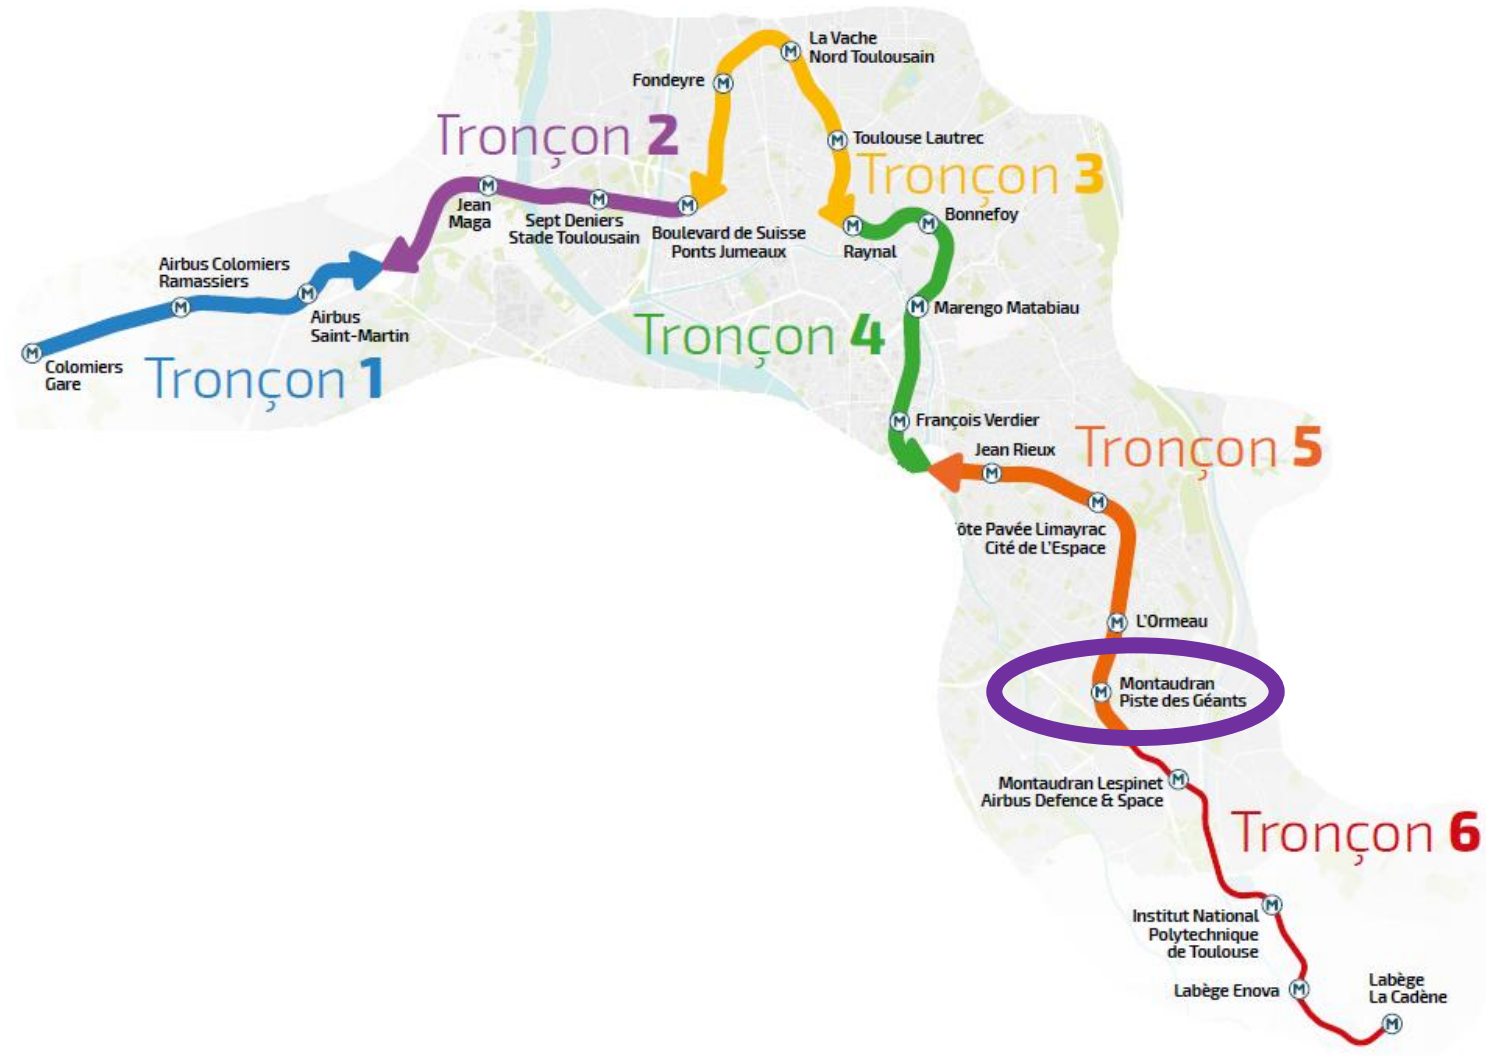 La Vache
Nord Toulousain
Fondeyre
M
M
Tronçon 2
M
Toulouse Lautrec
Tronçon 3
M
Jean
Maga
M
Sept Deniers
Stade Toulousain
M
Boulevard de Suisse
Ponts Jumeaux
M
Raynal
M
Bonnefoy
Airbus Colomiers
Ramassiers
M
M
Airbus
Saint-Martin
M
Colomiers
Gare
Tronçon 1
Tronçon 4
M
Marengo Matabiau
M
François Verdier
Jean Rieux
M
Tronçon 5
M
ôte Pavée Limayrac
Cité de L'Espace
M
L'Ormeau
M
Montaudran
Piste des Géants
Montaudran Lespinet
Airbus Defence & Space
M
Tronçon 6
M
Institut National
Polytechnique
de Toulouse
Labège Enova
M
Labège
La Cadène
M